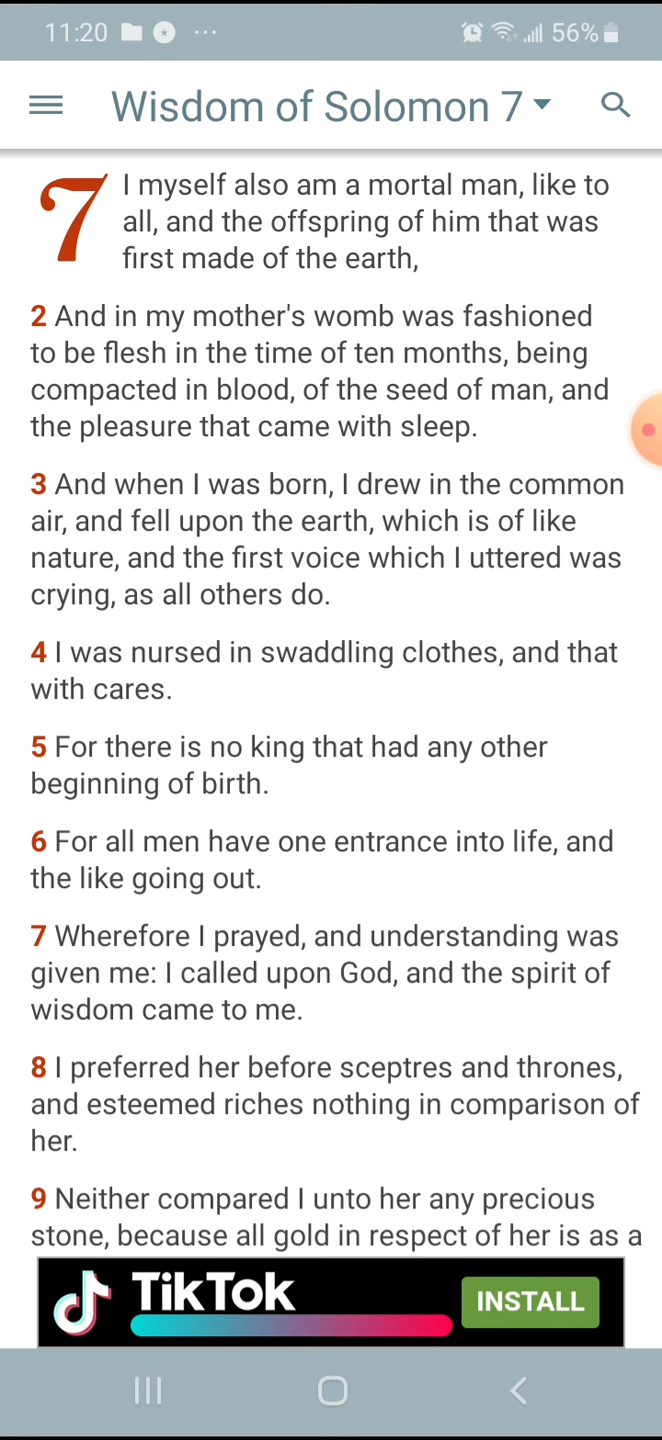 11:20 ... 56%
Wisdom of Solomon 7
7 I myself also am a mortal man, like to
all, and the offspring of him that was
first made of the earth,
2 And in my mother's womb was fashioned
to be flesh in the time of ten months, being
compacted in blood, of the seed of man, and
the pleasure that came with sleep.
3 And when I was born, I drew in the common
air, and fell upon the earth, which is of like
nature, and the first voice which I uttered was
crying, as all others do.
4 I was nursed in swaddling clothes, and that
with cares.
5 For there is no king that had any other
beginning of birth.
6 For all men have one entrance into life, and
the like going out.
7 Wherefore I prayed, and understanding was
given me: I called upon God, and the spirit of
wisdom came to me.
8 I preferred her before sceptres and thrones,
and esteemed riches nothing in comparison of
her.
9 Neither compared I unto her any precious
stone, because all gold in respect of her is as a
TikTok INSTALL